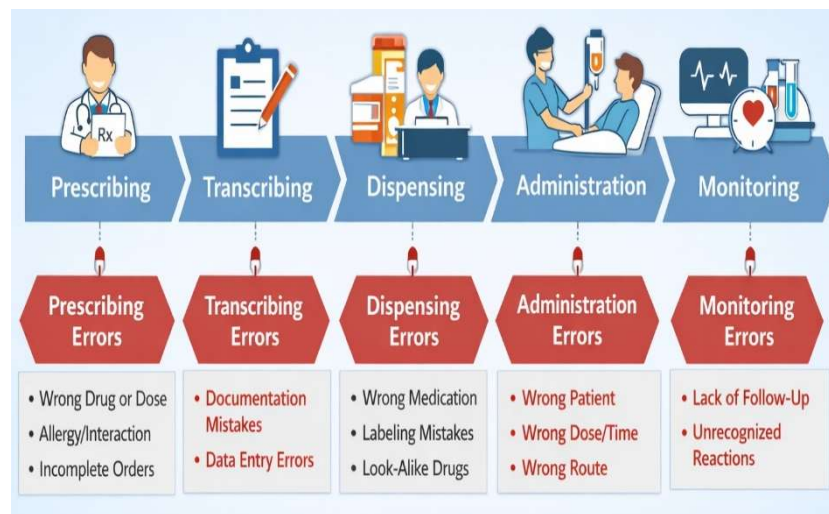 Rx
Prescribing
Transcribing
Dispensing
Administration
Monitoring
Prescribing
Errors
Transcribing
Errors
Dispensing
Errors
Administration
Errors
Monitoring
Errors
• Wrong Drug or Dose
• Allergy/Interaction
• Incomplete Orders
• Documentation
Mistakes
• Data Entry Errors
• Wrong Medication
• Labeling Mistakes
• Look-Alike Drugs
• Wrong Patient
• Wrong Dose/Time
• Wrong Route
• Lack of Follow-Up
• Unrecognized
Reactions